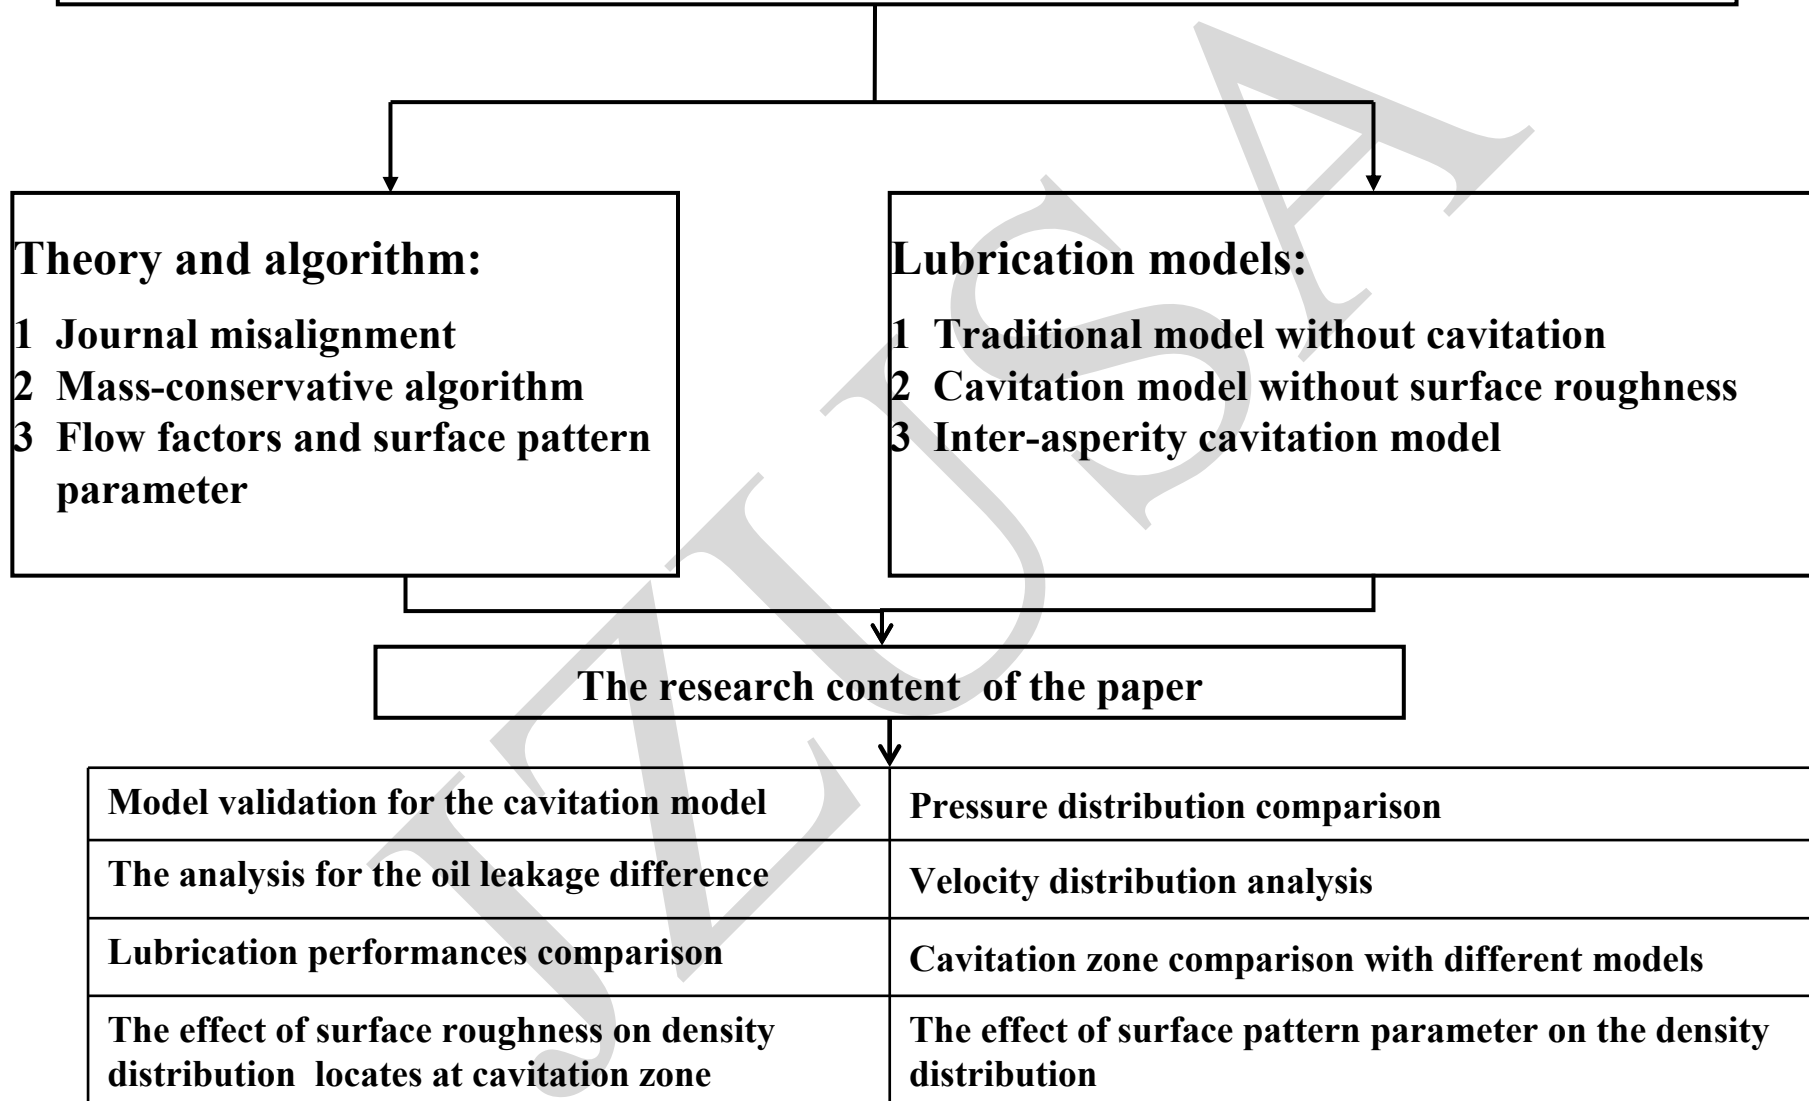 Theory and algorithm:
1 Journal misalignment
2 Mass-conservative algorithm
3 Flow factors and surface pattern
parameter
Lubrication models:
1 Traditional model without cavitation
2 Cavitation model without surface roughness
3 Inter-asperity cavitation model
The research content of the paper
Model validation for the cavitation model
Pressure distribution comparison
The analysis for the oil leakage difference
Velocity distribution analysis
Lubrication performances comparison
Cavitation zone comparison with different models
The effect of surface roughness on density
distribution locates at cavitation zone
The effect of surface pattern parameter on the density
distribution
JZUSA